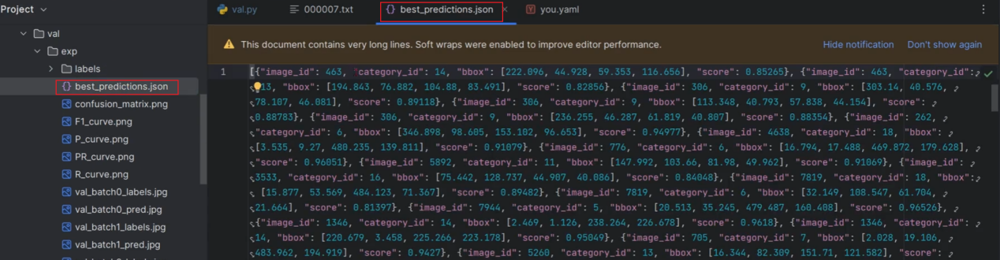 Project
val.py
000007.txt
{} best_predictions.json
you.yaml
This document contains very long lines. Soft wraps were enabled to improve editor performance.
Hide notification
Don't show again
val
exp
labels
{} best_predictions.json
confusion_matrix.png
F1_curve.png
P_curve.png
PR_curve.png
R_curve.png
val_batch0_labels.jpg
val_batch0_pred.jpg
val_batch1_labels.jpg
val_batch1_pred.jpg
1
[{"image_id": 463, "category_id": 14, "bbox": [222.096, 44.928, 59.353, 116.656], "score": 0.85265}, {"image_id": 463, "category_id":
13, "bbox": [194.843, 76.882, 104.88, 83.491], "score": 0.82856}, {"image_id": 306, "category_id": 9, "bbox": [303.14, 40.576,
78.107, 46.081], "score": 0.89118}, {"image_id": 306, "category_id": 9, "bbox": [113.348, 40.793, 57.838, 44.154], "score":
0.88783}, {"image_id": 306, "category_id": 9, "bbox": [236.255, 46.287, 61.819, 40.807], "score": 0.88354}, {"image_id": 262,
"category_id": 6, "bbox": [346.898, 98.605, 153.102, 96.653], "score": 0.94977}, {"image_id": 4638, "category_id": 18, "bbox":
[3.535, 9.27, 480.235, 139.811], "score": 0.91079}, {"image_id": 776, "category_id": 6, "bbox": [16.794, 17.488, 469.872, 179.628],
"score": 0.96051}, {"image_id": 5892, "category_id": 11, "bbox": [147.992, 103.66, 81.98, 49.962], "score": 0.91069}, {"image_id":
3533, "category_id": 16, "bbox": [75.442, 128.737, 44.907, 40.086], "score": 0.84048}, {"image_id": 7819, "category_id": 18, "bbox":
[15.877, 53.569, 484.123, 71.367], "score": 0.89482}, {"image_id": 7819, "category_id": 6, "bbox": [32.149, 108.547, 61.704,
21.664], "score": 0.81397}, {"image_id": 7944, "category_id": 5, "bbox": [20.513, 35.245, 479.487, 160.408], "score": 0.96526},
{"image_id": 1346, "category_id": 14, "bbox": [2.469, 1.126, 238.264, 226.678], "score": 0.9618}, {"image_id": 1346, "category_id":
14, "bbox": [220.679, 3.458, 225.266, 223.178], "score": 0.95049}, {"image_id": 705, "category_id": 7, "bbox": [2.028, 19.106,
483.962, 194.919], "score": 0.9427}, {"image_id": 5260, "category_id": 13, "bbox": [16.344, 82.309, 151.71, 121.582], "score":